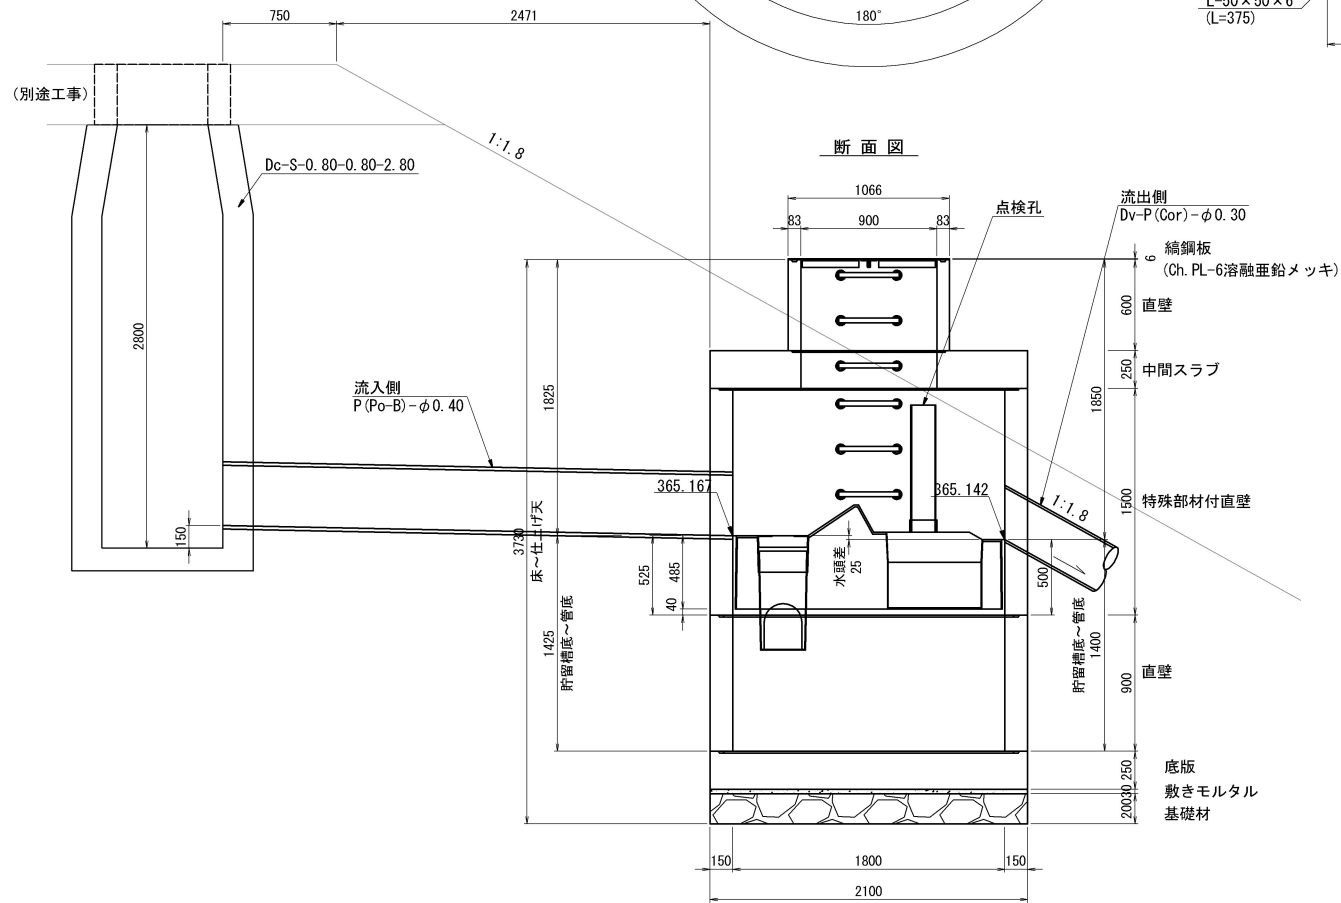 750
2471
180°
L-50×50×6
(L=375)
(別途工事)
1:1.8
断 面 図
Dc-S-0.80-0.80-2.80
1066
83
900
83
点検孔
流出側
Dv-P(Cor)-φ0.30
6
縞鋼板
(Ch.PL-6溶融亜鉛メッキ)
600
直壁
2800
250
中間スラブ
流入側
P(Po-B)-φ0.40
1825
1850
365.167
365.142
1:1.8
1500
特殊部材付直壁
150
3730
床~仕上げ天
525
485
40
水頭差
25
500
1425
貯留槽底~管底
貯留槽底~管底
1400
900
直壁
250
底版
30
敷きモルタル
200
基礎材
150
1800
150
2100